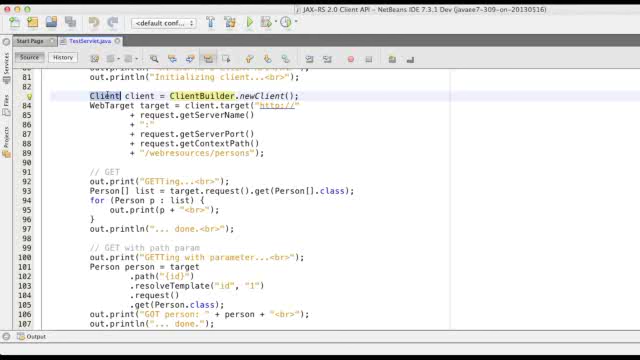 JAX-RS 2.0 Client API – NetBeans IDE 7.3.1 Dev (javaee7-309-on-20130516)
<default conf...
Start Page
TestServlet.java
Source
History
Services
80
81 out.println("Initializing client...<br>");
82
Client client = ClientBuilder.newClient();
84 WebTarget target = client.target("http://"
85 + request.getServerName()
86 + ":"
87 + request.getServerPort()
88 + request.getContextPath()
89 + "/webresources/persons");
90
91 // GET
92 out.print("GETTing...<br>");
93 Person[] list = target.request().get(Person[].class);
94 for (Person p : list) {
95 out.print(p + "<br>");
96 }
97 out.println("... done.<br>");
98
99 // GET with path param
100 out.print("GETTing with parameter...<br>");
101 Person person = target
102 .path("{id}")
103 .resolveTemplate("id", "1")
104 .request()
105 .get(Person.class);
106 out.print("GOT person: " + person + "<br>");
107 out.println("... done.");
Output